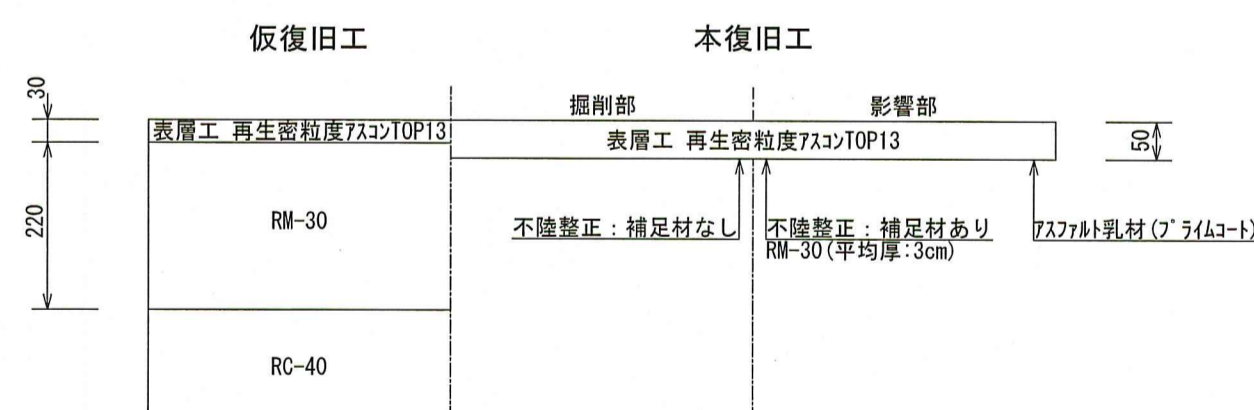 仮復旧工
本復旧工
30
掘削部
影響部
表層工 再生密粒度ｱｽｺﾝTOP13
表層工 再生密粒度ｱｽｺﾝTOP13
50
220
RM-30
不陸整正：補足材なし
不陸整正：補足材あり
RM-30(平均厚:3cm)
ｱｽﾌｧﾙﾄ乳材(ﾌﾟﾗｲﾑｺｰﾄ)
RC-40